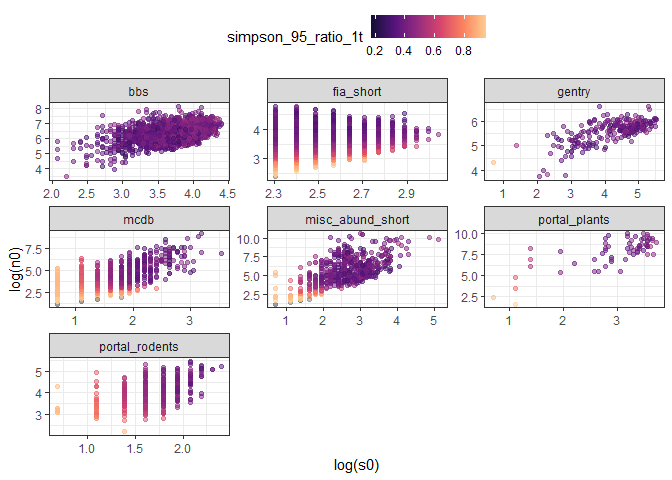 simpson_95_ratio_1t
0.2 0.4 0.6 0.8
bbs fia_short gentry
8
7
6
5
4
2.0 2.5 3.0 3.5 4.0 4.5
4
3
2.3 2.5 2.7 2.9
6
5
4
1 2 3 4 5
mcdb misc_abund_short portal_plants
7.5
5.0
2.5
1 2 3
10.0
7.5
5.0
2.5
1 2 3 4 5
10.0
7.5
5.0
2.5
1 2 3
portal_rodents
5
4
3
1.0 1.5 2.0
log(n0)
log(s0)